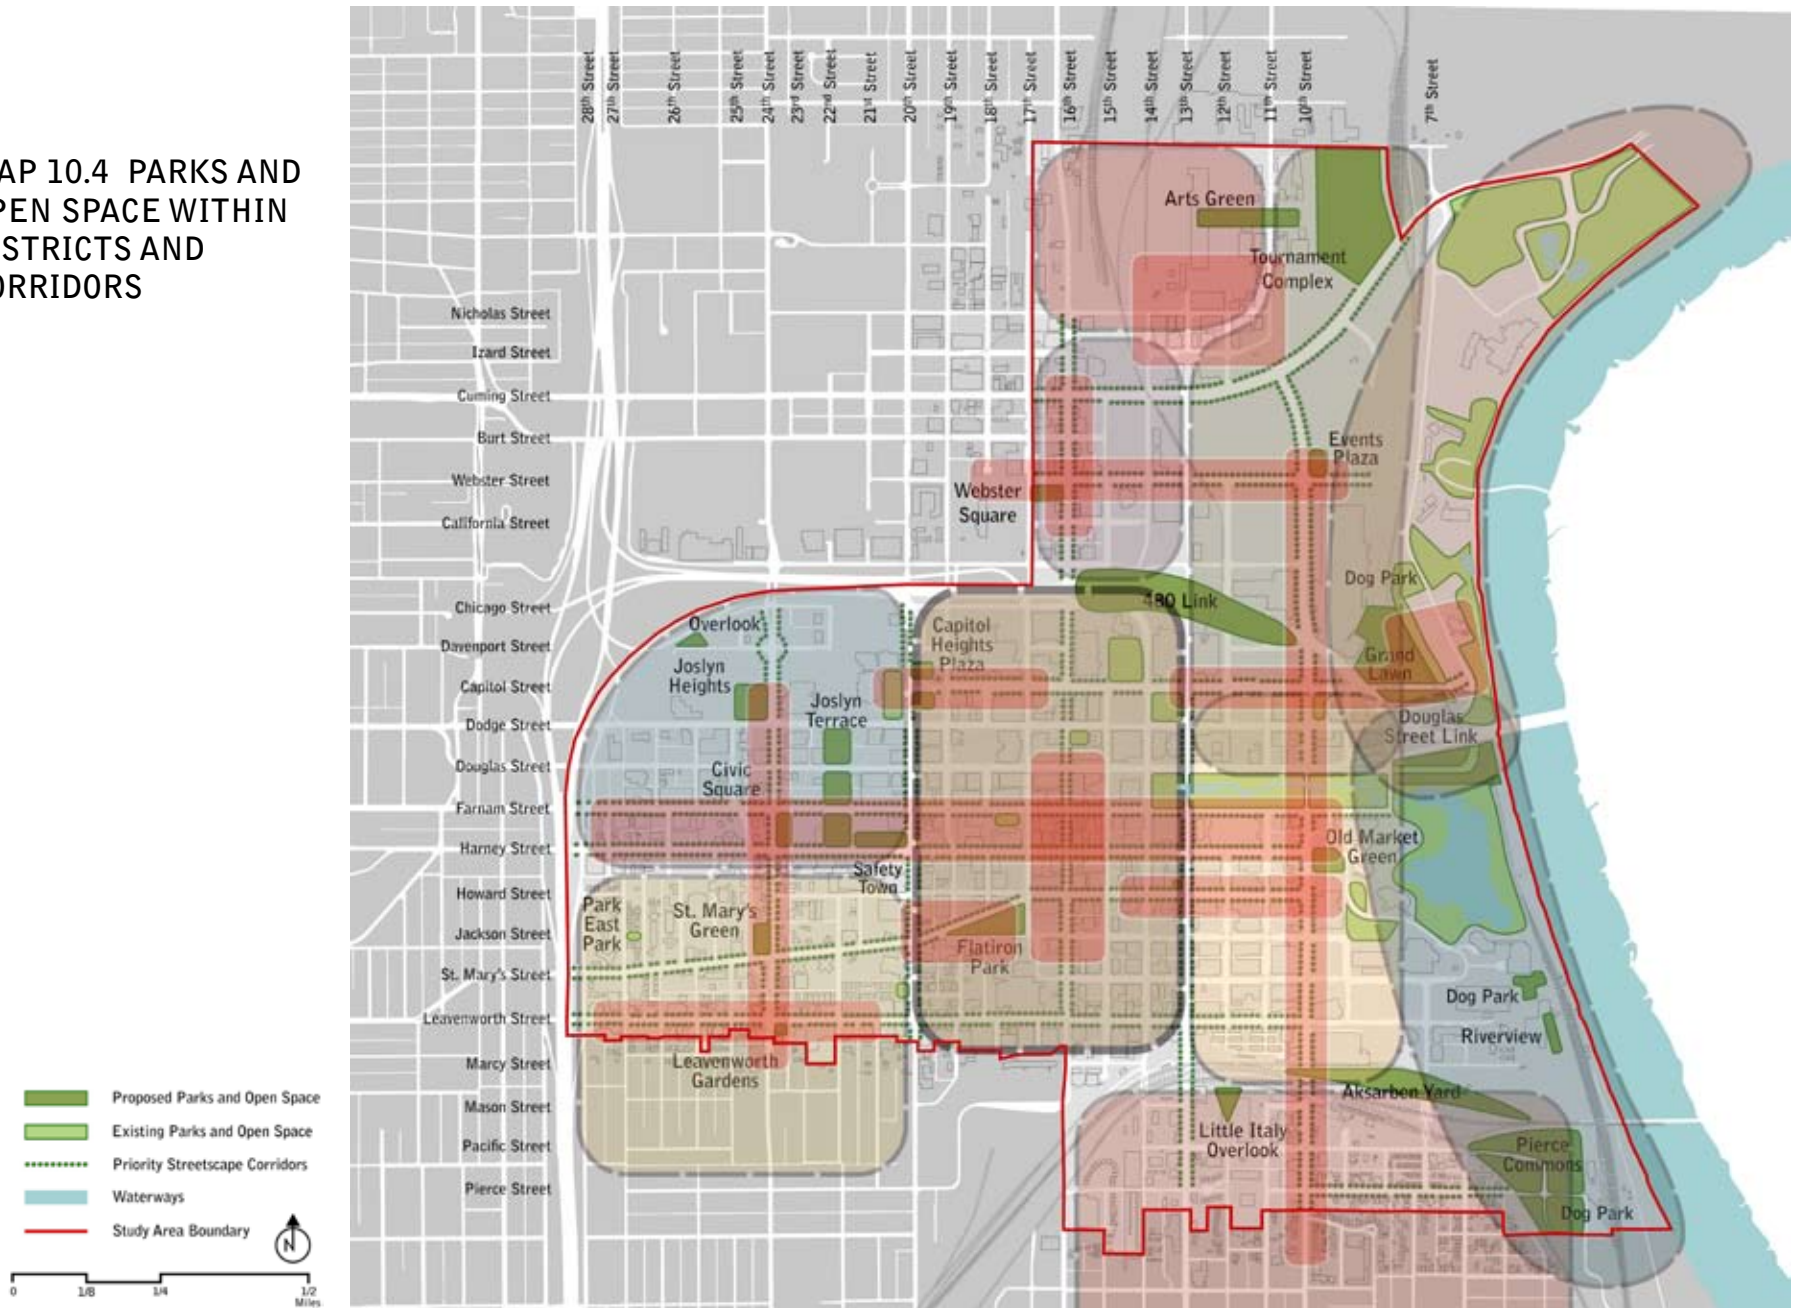 AP 10.4 PARKS AND
PEN SPACE WITHIN
ISTRICTS AND
ORRIDORS
28th Street
27th Street
26th Street
25th Street
24th Street
23rd Street
22nd Street
21st Street
20th Street
19th Street
18th Street
17th Street
16th Street
15th Street
14th Street
13th Street
12th Street
11th Street
10th Street
7th Street
Nicholas Street
Izard Street
Cuming Street
Burt Street
Webster Street
California Street
Chicago Street
Davenport Street
Capitol Street
Dodge Street
Douglas Street
Farnam Street
Harney Street
Howard Street
Jackson Street
St. Mary's Street
Leavenworth Street
Marcy Street
Mason Street
Pacific Street
Pierce Street
Arts Green
Tournament
Complex
Events
Plaza
Webster
Square
Dog Park
480 Link
Overlook
Capitol
Heights
Plaza
Joslyn
Heights
Grand
Lawn
Joslyn
Terrace
Douglas
Street Link
Civic
Square
Old Market
Green
Safety
Town
Park
East
Park
St. Mary's
Green
Flatiron
Park
Dog Park
Riverview
Leavenworth
Gardens
Aksarben Yard
Little Italy
Overlook
Pierce
Commons
Dog Park
Proposed Parks and Open Space
Existing Parks and Open Space
Priority Streetscape Corridors
Waterways
Study Area Boundary
N
0 1/8 1/4 1/2
Miles